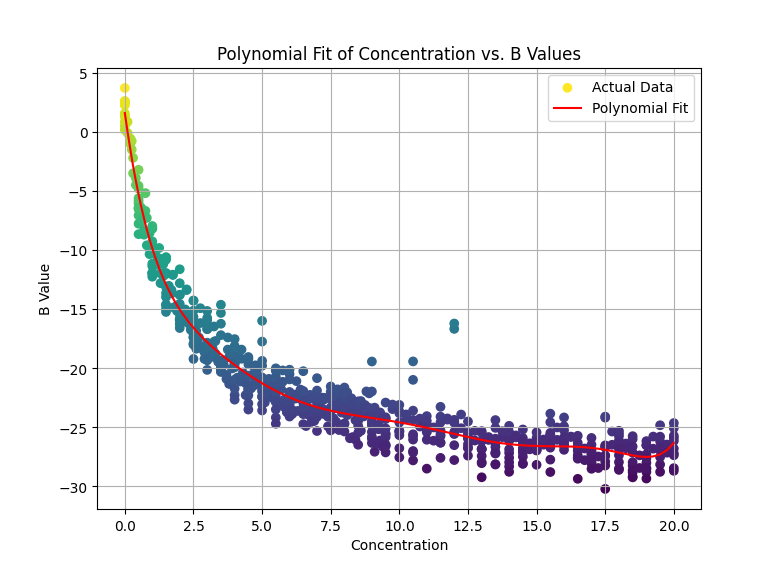 Polynomial Fit of Concentration vs. B Values
Actual Data
Polynomial Fit
B Value
5
0
−5
−10
−15
−20
−25
−30
0.0 2.5 5.0 7.5 10.0 12.5 15.0 17.5 20.0
Concentration